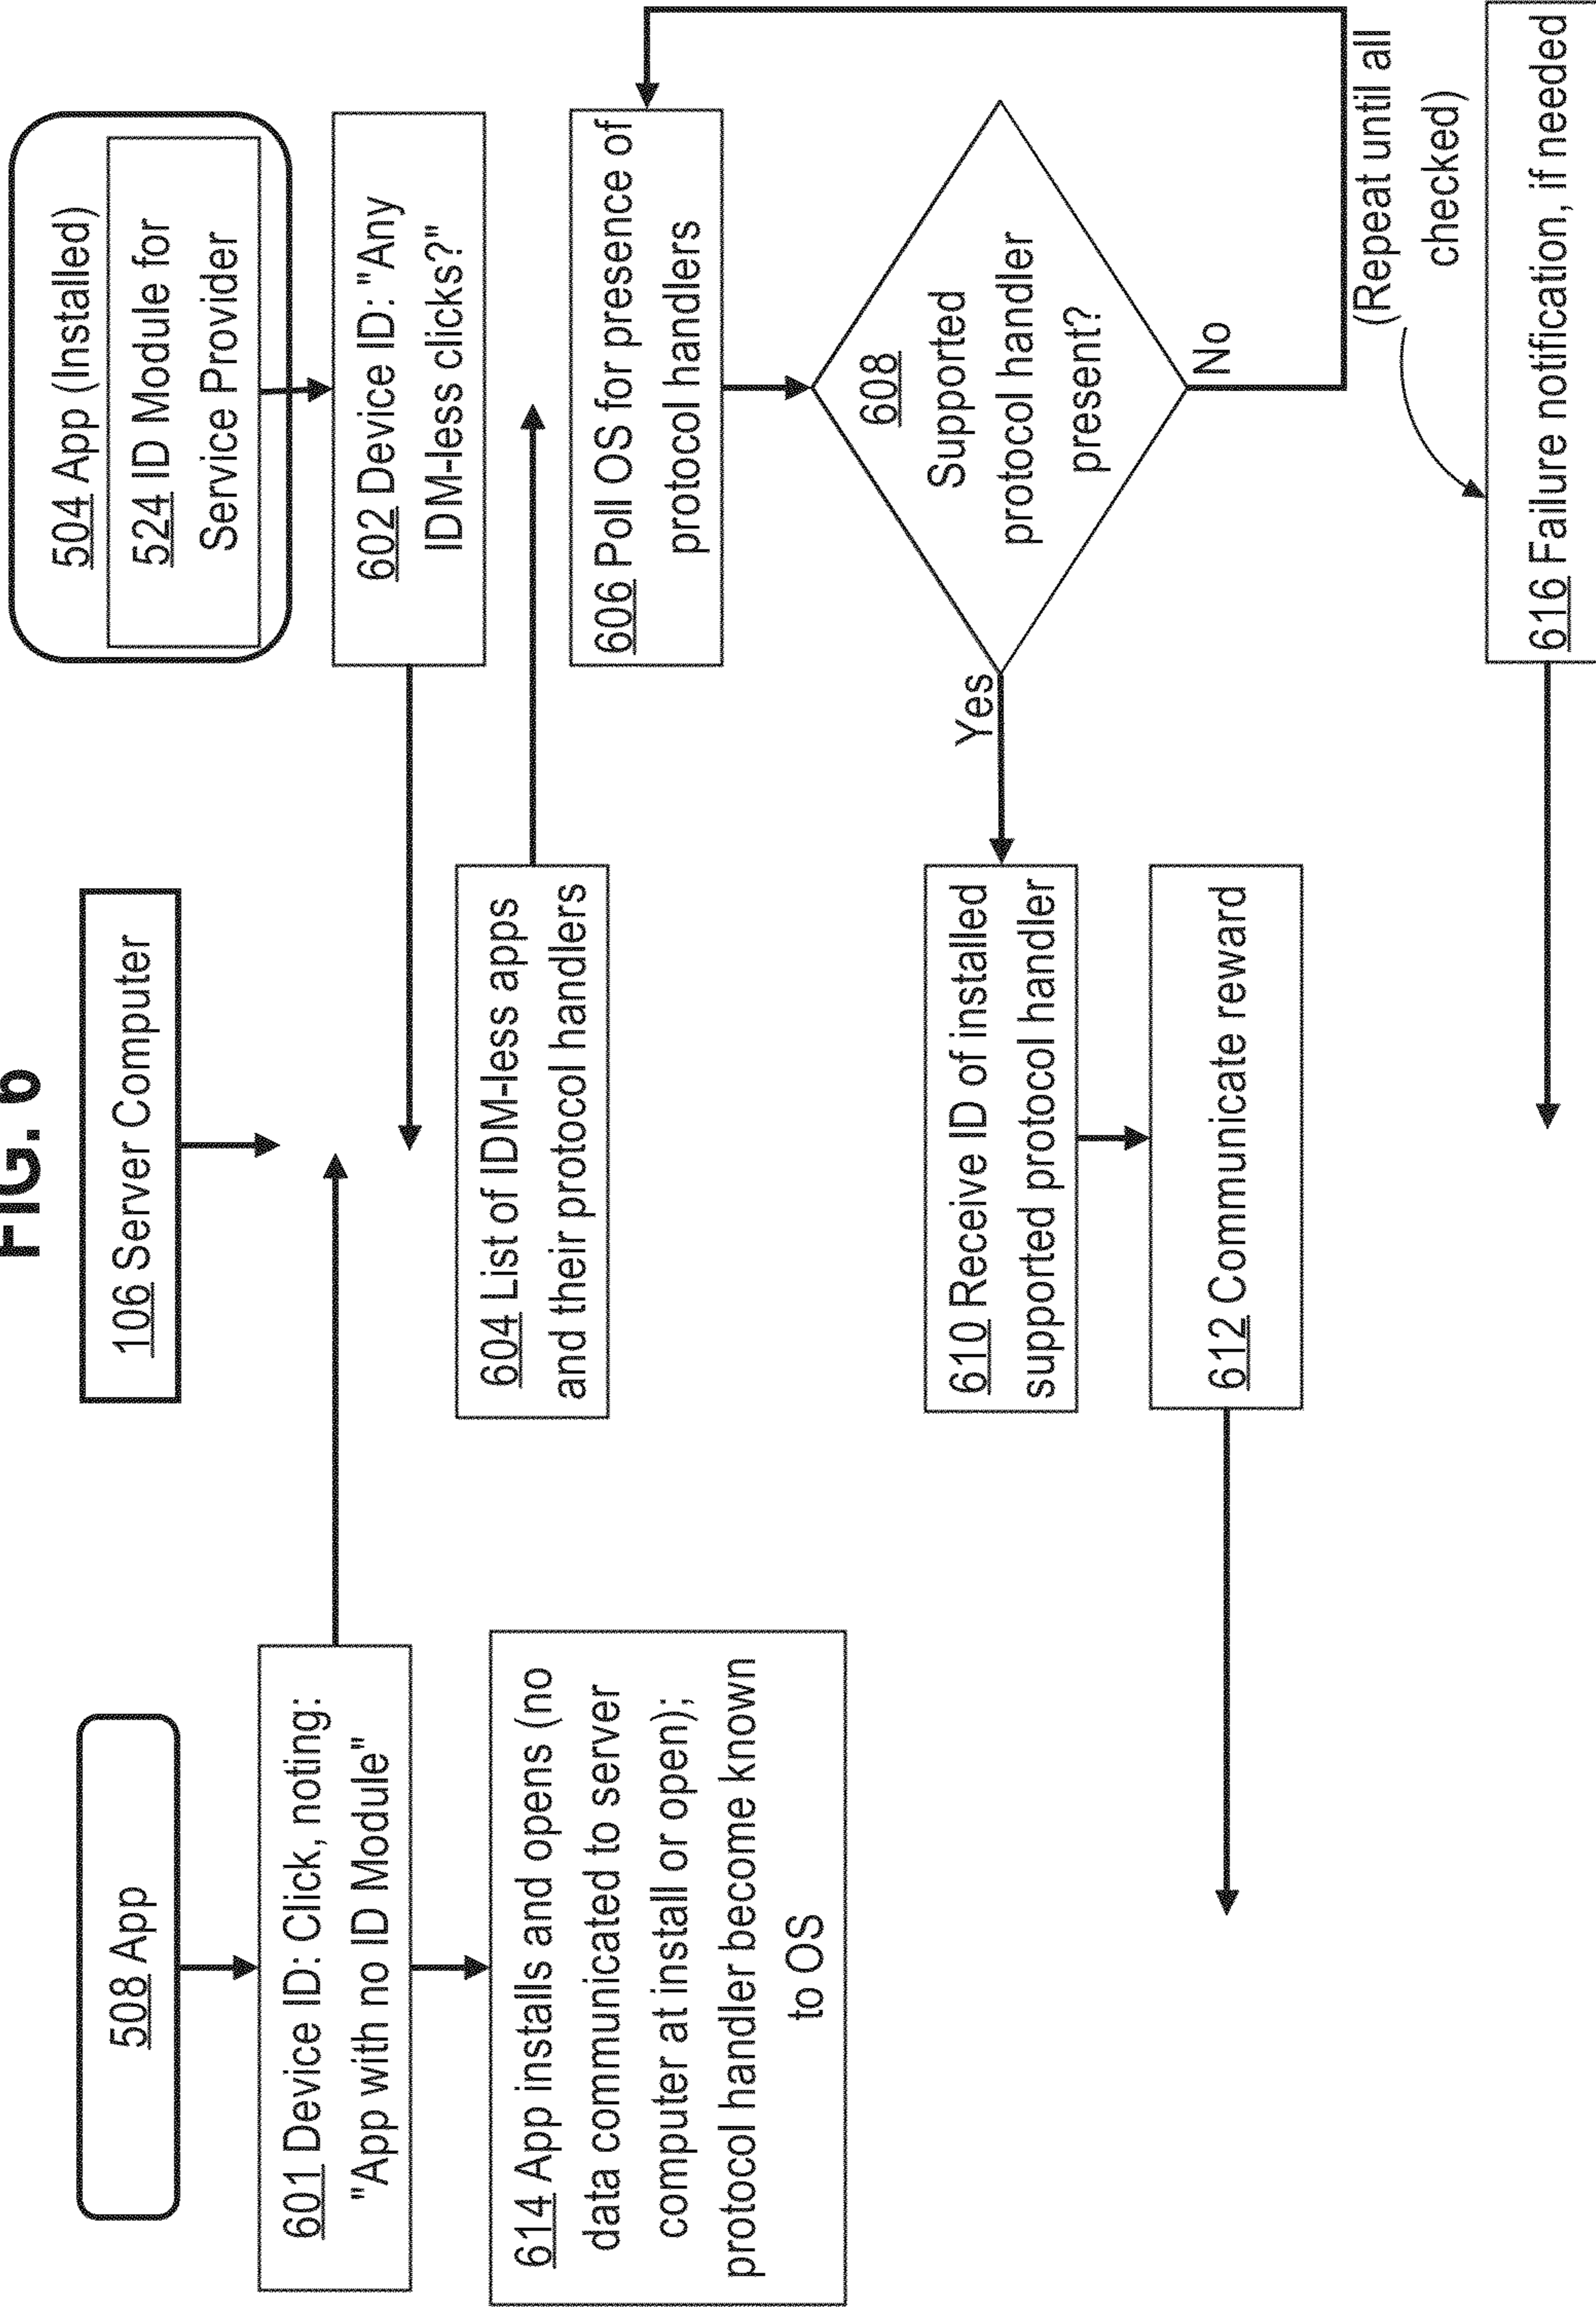 FIG. 6
508 App
601 Device ID: Click, noting:
"App with no ID Module"
614 App installs and opens (no
data communicated to server
computer at install or open);
protocol handler become known
to OS
106 Server Computer
604 List of IDM-less apps
and their protocol handlers
610 Receive ID of installed
supported protocol handler
612 Communicate reward
504 App (Installed)
524 ID Module for
Service Provider
602 Device ID: "Any
IDM-less clicks?"
606 Poll OS for presence of
protocol handlers
608
Supported
protocol handler
present?
Yes
No
(Repeat until all
checked)
616 Failure notification, if needed